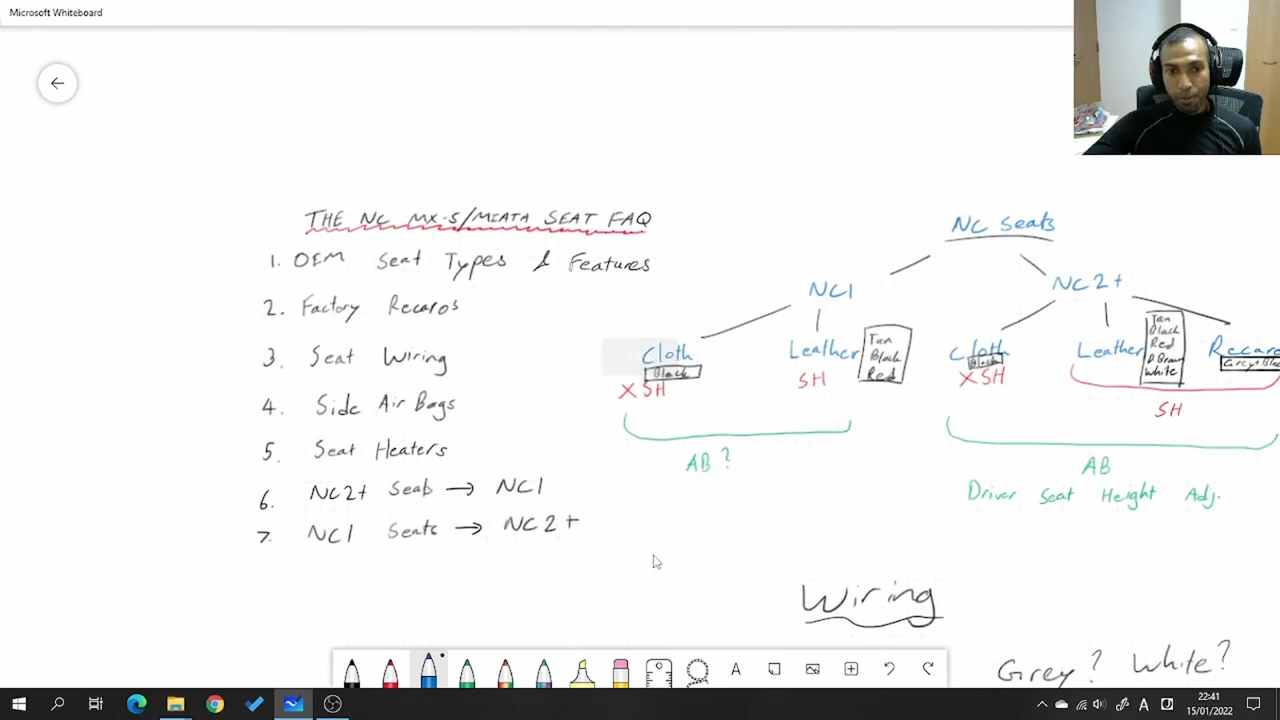 Microsoft Whiteboard
THE NC MX-5/MIATA SEAT FAQ
1. OEM Seat Types & Features
2. Factory Recaros
3. Seat Wiring
4. Side Air Bags
5. Seat Heaters
6. NC2+ Seats → NC1
7. NC1 Seats → NC2+
NC Seats
NC1
NC2+
Cloth
Black
X SH
Leather
SH
Tan
Black
Red
AB?
Cloth
Black
X SH
Leather
Tan
Black
Red
D.Brown
White
Recaro
Grey+Blac
SH
AB
Driver Seat Height Adj.
Wiring
Grey? White?
A
A
22:41
15/01/2022